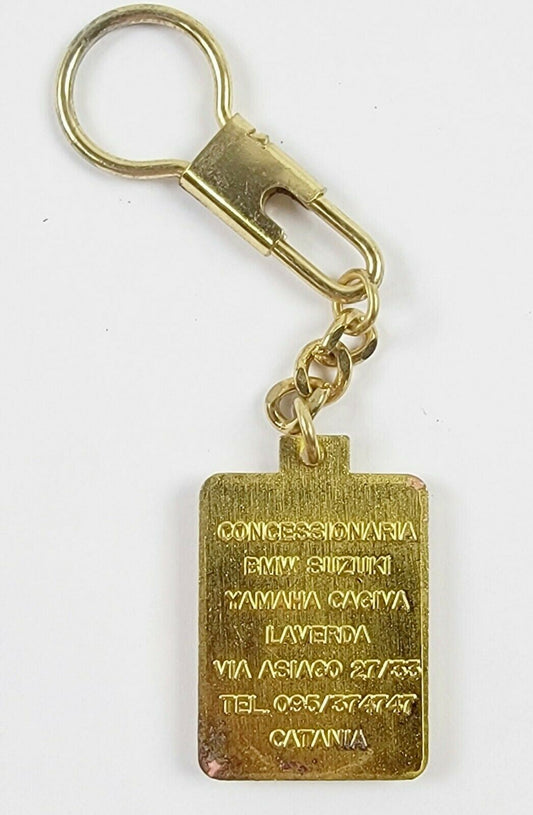 CONCESSIONARIA
BMW SUZUKI
YAMAHA CAGIVA
LAVERDA
VIA ASIAGO 27/33
TEL. 095/374747
CATANIA